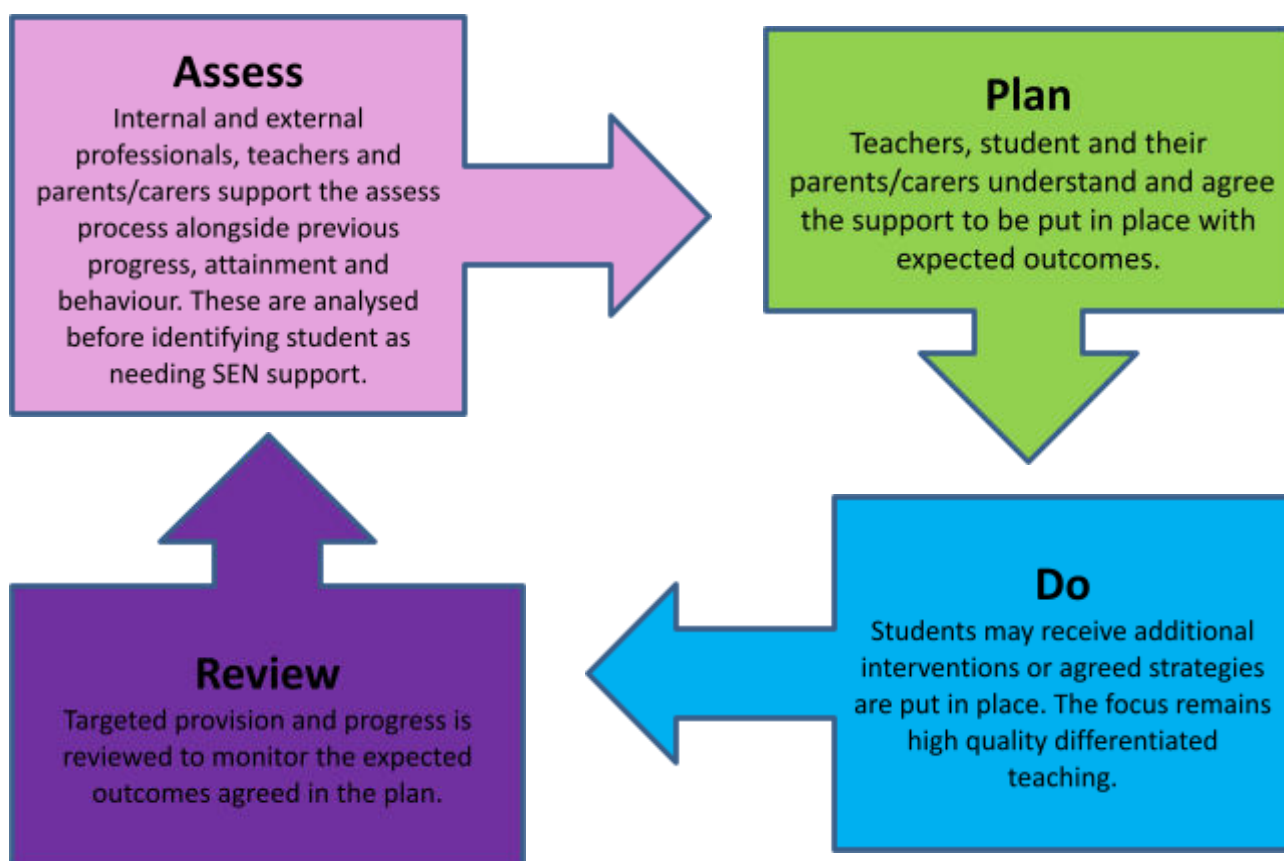 Assess
Internal and external
professionals, teachers and
parents/carers support the assess
process alongside previous
progress, attainment and
behaviour. These are analysed
before identifying student as
needing SEN support.
Plan
Teachers, student and their
parents/carers understand and agree
the support to be put in place with
expected outcomes.
Do
Students may receive additional
interventions or agreed strategies
are put in place. The focus remains
high quality differentiated
teaching.
Review
Targeted provision and progress is
reviewed to monitor the expected
outcomes agreed in the plan.